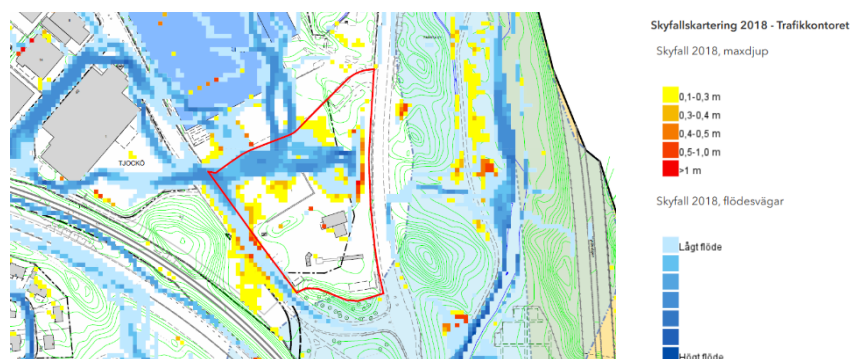 Skyfallskartering 2018 - Trafikkontoret
Skyfall 2018, maxdjup
0,1-0,3 m
0,3-0,4 m
0,4-0,5 m
0,5-1,0 m
>1 m
Skyfall 2018, flödesvägar
Lågt flöde
Högt flöde
TJOCKÖ